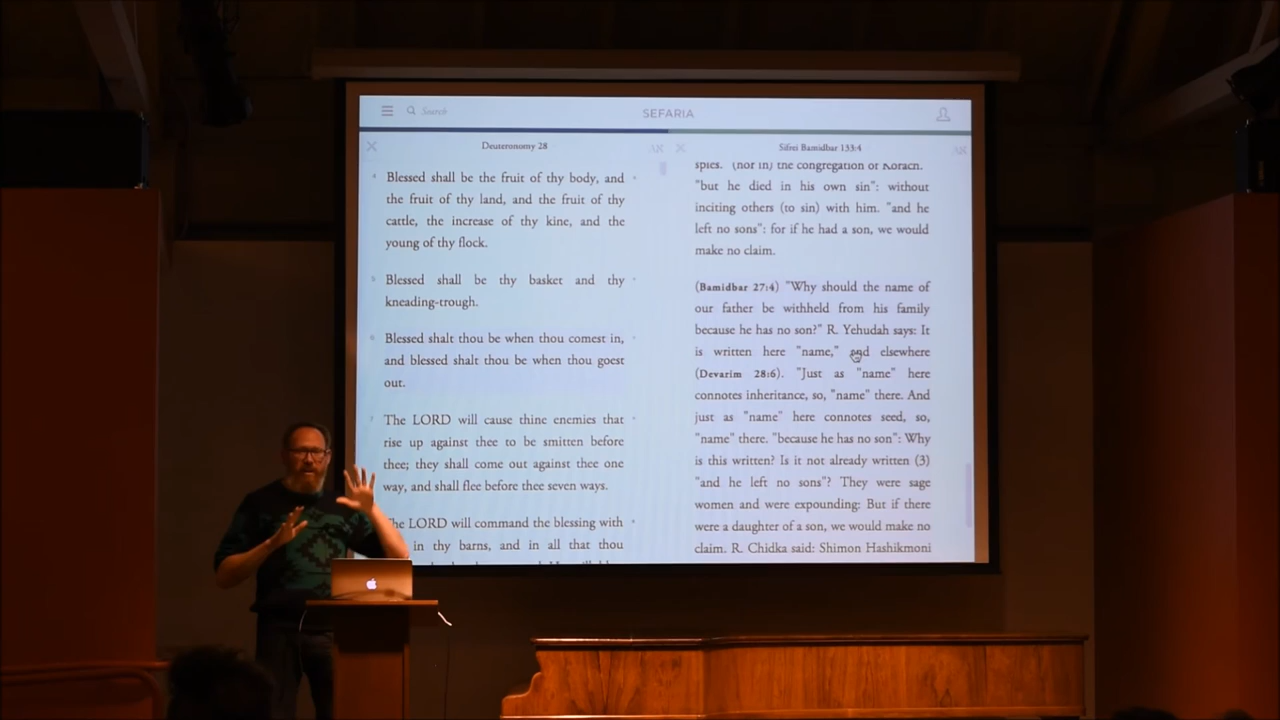 Search
SEFARIA
Deuteronomy 28
4 Blessed shall be the fruit of thy body, and
the fruit of thy land, and the fruit of thy
cattle, the increase of thy kine, and the
young of thy flock.
5 Blessed shall be thy basket and thy
kneading-trough.
6 Blessed shalt thou be when thou comest in,
and blessed shalt thou be when thou goest
out.
7 The LORD will cause thine enemies that
rise up against thee to be smitten before
thee; they shall come out against thee one
way, and shall flee before thee seven ways.
The LORD will command the blessing with
in thy barns, and in all that thou
Sifrei Bamidbar 133:4
spies. (nor in) the congregation of Korach.
"but he died in his own sin": without
inciting others (to sin) with him. "and he
left no sons": for if he had a son, we would
make no claim.
(Bamidbar 27:4) "Why should the name of
our father be withheld from his family
because he has no son?" R. Yehudah says: It
is written here "name," and elsewhere
(Devarim 28:6). "Just as "name" here
connotes inheritance, so, "name" there. And
just as "name" here connotes seed, so,
"name" there. "because he has no son": Why
is this written? Is it not already written (3)
"and he left no sons"? They were sage
women and were expounding: But if there
were a daughter of a son, we would make no
claim. R. Chidka said: Shimon Hashikmoni